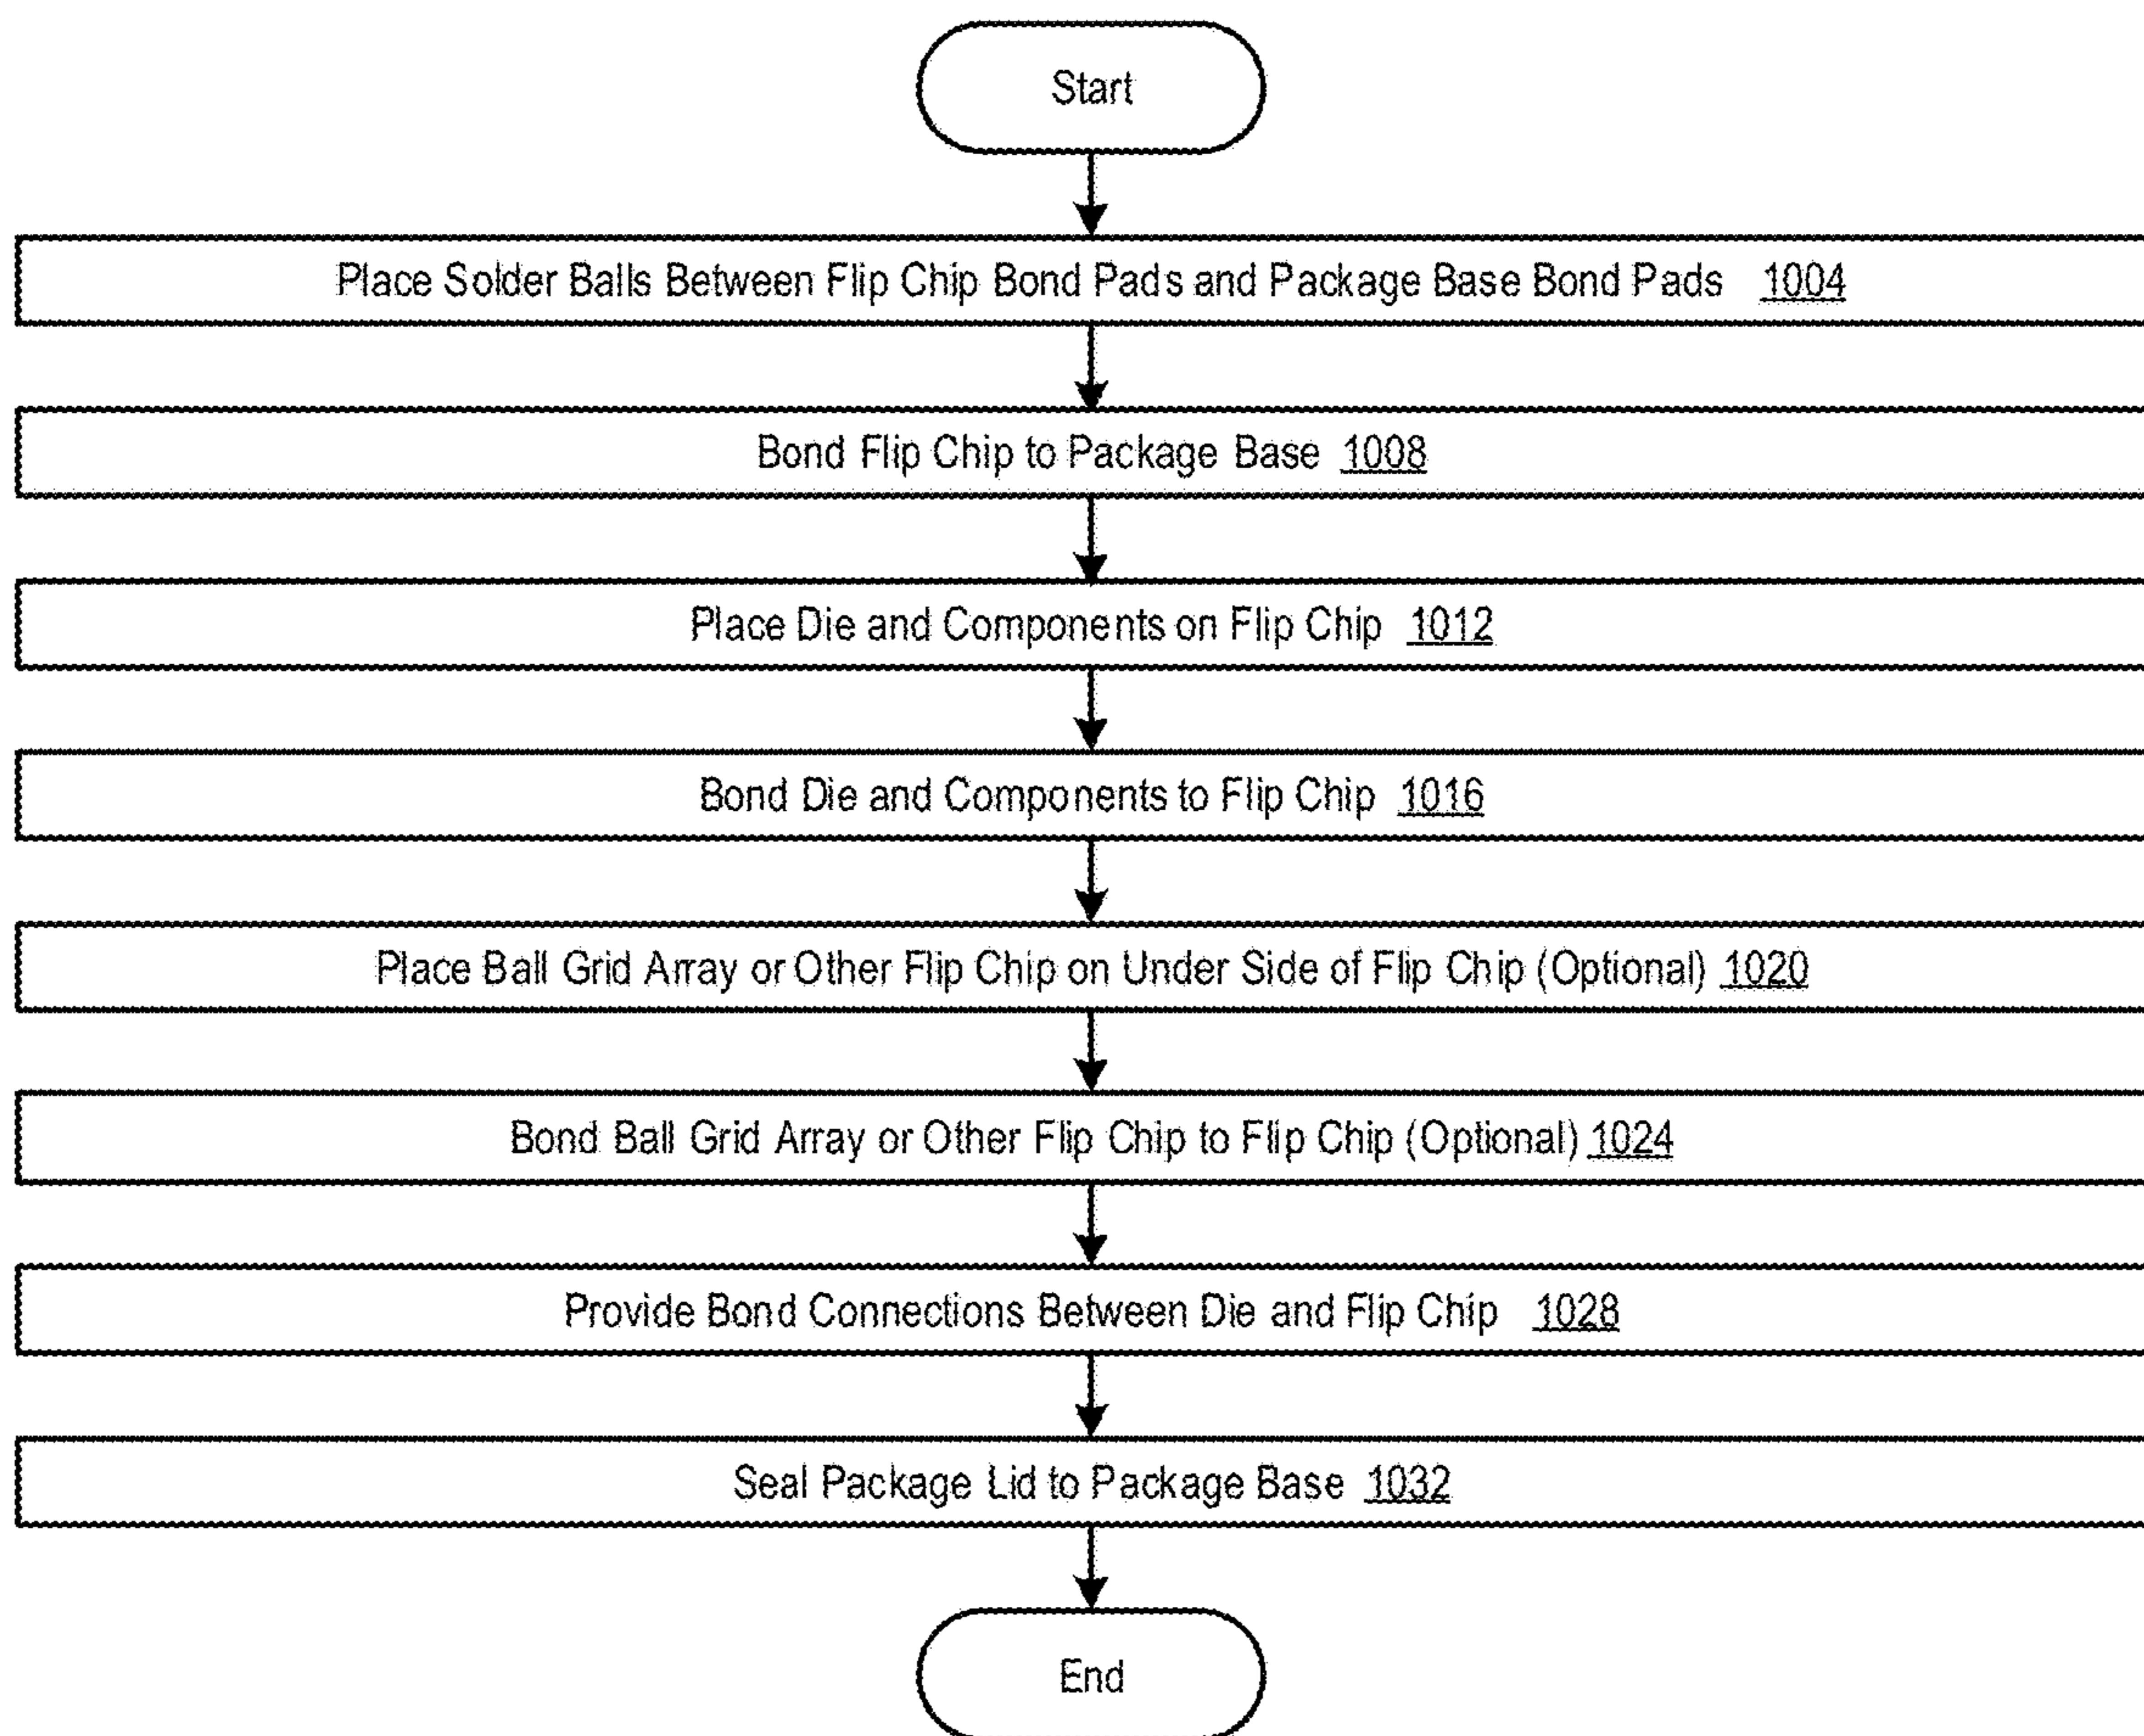 Start
Place Solder Balls Between Flip Chip Bond Pads and Package Base Bond Pads 1004
Bond Flip Chip to Package Base 1008
Place Die and Components on Flip Chip 1012
Bond Die and Components to Flip Chip 1016
Place Ball Grid Array or Other Flip Chip on Under Side of Flip Chip (Optional) 1020
Bond Ball Grid Array or Other Flip Chip to Flip Chip (Optional) 1024
Provide Bond Connections Between Die and Flip Chip 1028
Seal Package Lid to Package Base 1032
End